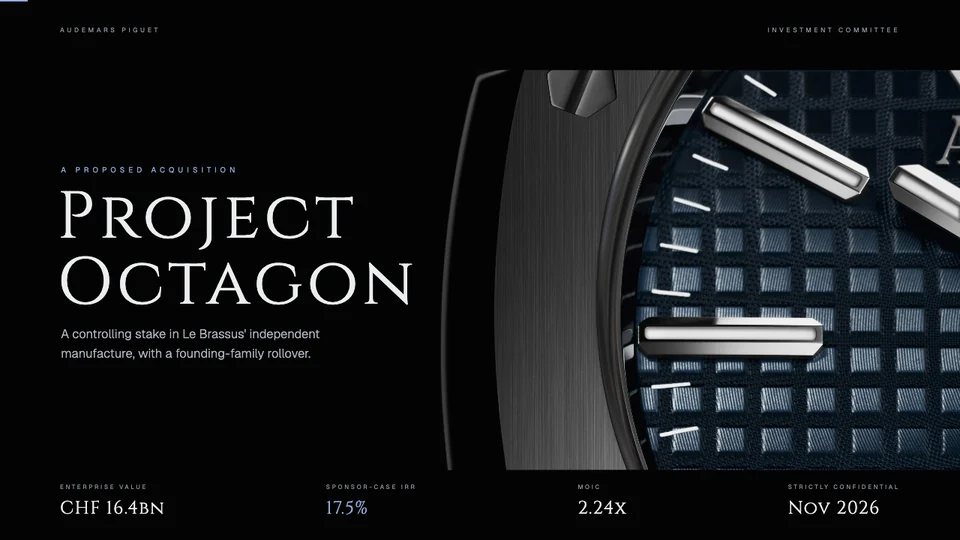 AUDEMARS PIGUET
INVESTMENT COMMITTEE
A PROPOSED ACQUISITION
PROJECT
OCTAGON
A controlling stake in Le Brassus' independent
manufacture, with a founding-family rollover.
ENTERPRISE VALUE
CHF 16.4BN
SPONSOR-CASE IRR
17.5%
MOIC
2.24X
STRICTLY CONFIDENTIAL
NOV 2026